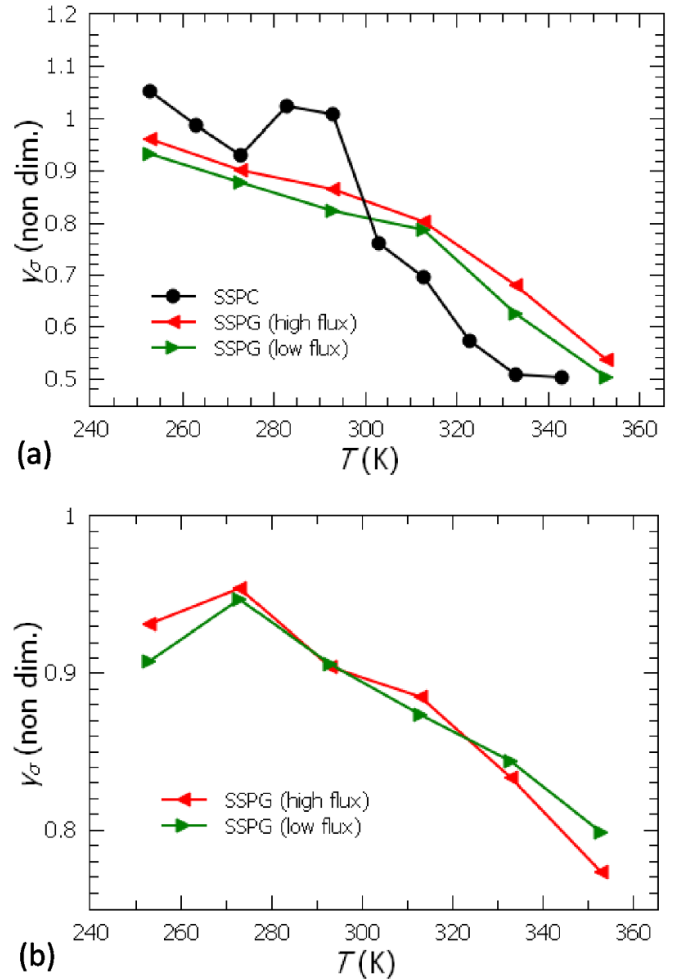 1.2
1.1
1
0.9
0.8
0.7
0.6
0.5
γσ (non dim.)
SSPC
SSPG (high flux)
SSPG (low flux)
240 260 280 300 320 340 360
(a)
T (K)
1
0.9
0.8
γσ (non dim.)
SSPG (high flux)
SSPG (low flux)
240 260 280 300 320 340 360
(b)
T (K)